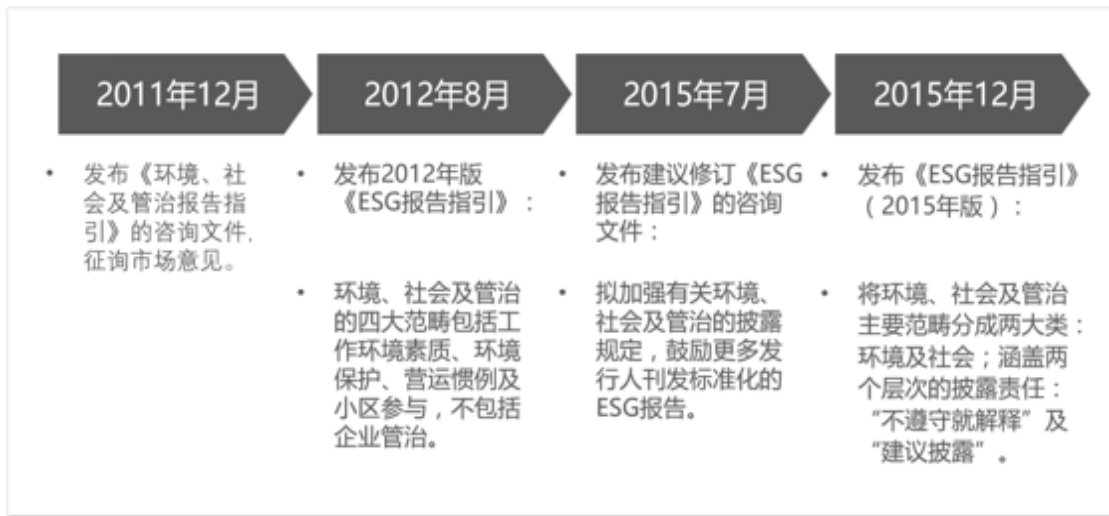 2011年12月
2012年8月
2015年7月
2015年12月
• 发布《环境、社
会及管治报告指
引》的咨询文件,
征询市场意见。
• 发布2012年版
《ESG报告指引》:
• 环境、社会及管治
的四大范畴包括工
作环境素质、环境
保护、营运惯例及
小区参与，不包括
企业管治。
• 发布建议修订《ESG
报告指引》的咨询
文件:
• 拟加强有关环境、
社会及管治的披露
规定，鼓励更多发
行人刊发标准化的
ESG报告。
• 发布《ESG报告指引》
（2015年版）:
• 将环境、社会及管治
主要范畴分成两大类:
环境及社会；涵盖两
个层次的披露责任:
“不遵守就解释”及
“建议披露”。